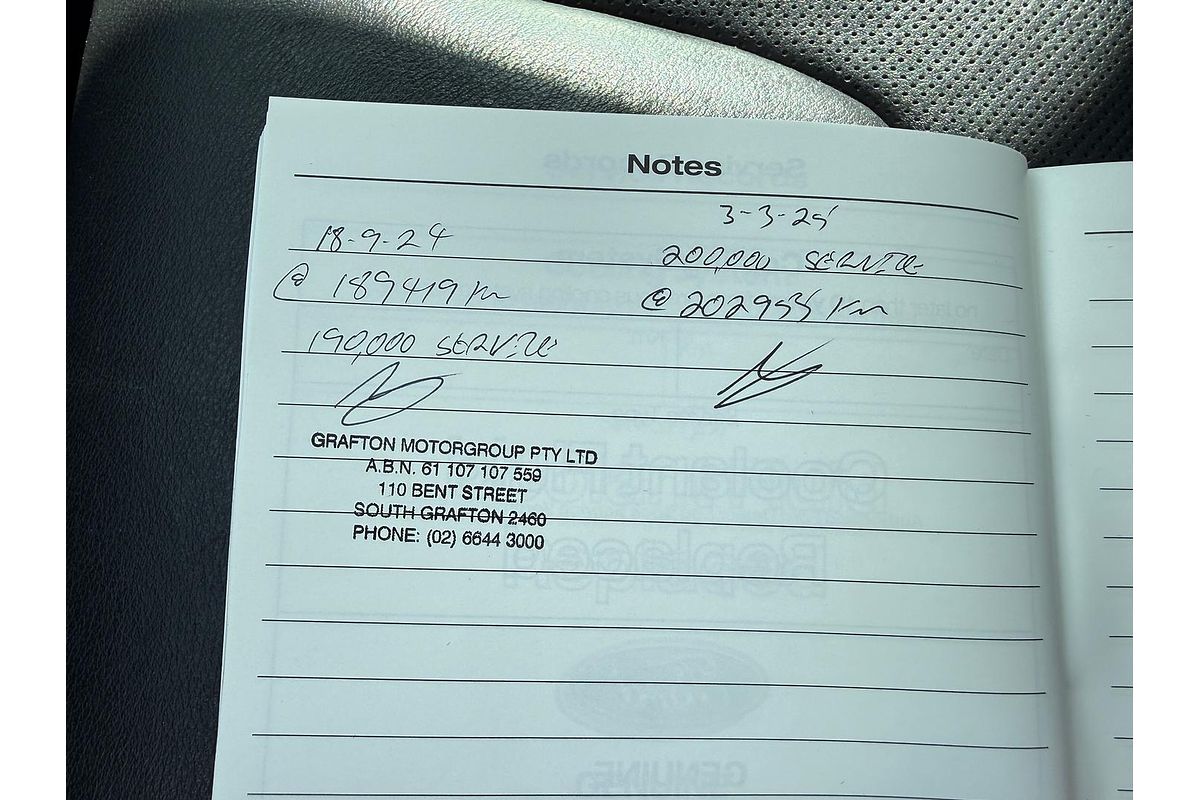 Notes
18-9-24
@ 189419 km
190,000 SERVICE
GRAFTON MOTORGROUP PTY LTD
A.B.N. 61 107 107 559
110 BENT STREET
SOUTH GRAFTON 2460
PHONE: (02) 6644 3000
3-3-25
200,000 SERVICE
@ 202955 km